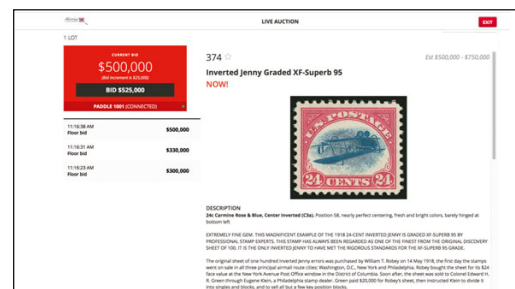 LIVE AUCTION
EXIT
1 LOT
CURRENT BID
$500,000
(Bid increment is $25,000)
BID $525,000
PADDLE 1001 (CONNECTED)
11:16:38 AM
Floor bid
$500,000
11:16:31 AM
Floor bid
$330,000
11:16:23 AM
Floor bid
$300,000
374
Est $500,000 - $750,000
Inverted Jenny Graded XF-Superb 95
NOW!
U.S. POSTAGE
24 CENTS 24
DESCRIPTION
24c Carmine Rose & Blue, Center Inverted (C3a). Position 58, nearly perfect centering, fresh and bright colors, barely hinged at
bottom left
EXTREMELY FINE GEM. THIS MAGNIFICENT EXAMPLE OF THE 1918 24-CENT INVERTED JENNY IS GRADED XF-SUPERB 95 BY
PROFESSIONAL STAMP EXPERTS. THIS STAMP HAS ALWAYS BEEN REGARDED AS ONE OF THE FINEST FROM THE ORIGINAL DISCOVERY
SHEET OF 100. IT IS THE ONLY INVERTED JENNY TO HAVE MET THE RIGOROUS STANDARDS FOR THE XF-SUPERB 95 GRADE.
The original sheet of one hundred Inverted Jenny errors was purchased by William T. Robey on 14 May 1918, the first day the stamps
went on sale in all three principal airmail route cities: Washington, D.C., New York and Philadelphia. Robey bought the sheet for its $24
face value at the New York Avenue Post Office window in the District of Columbia. Soon after, the sheet was sold to Colonel Edward H.
R. Green through Eugene Klein, a Philadelphia stamp dealer. Green paid $20,000 for Robey's sheet, then instructed Klein to divide it
into singles and blocks, and to sell all but a few key position blocks.